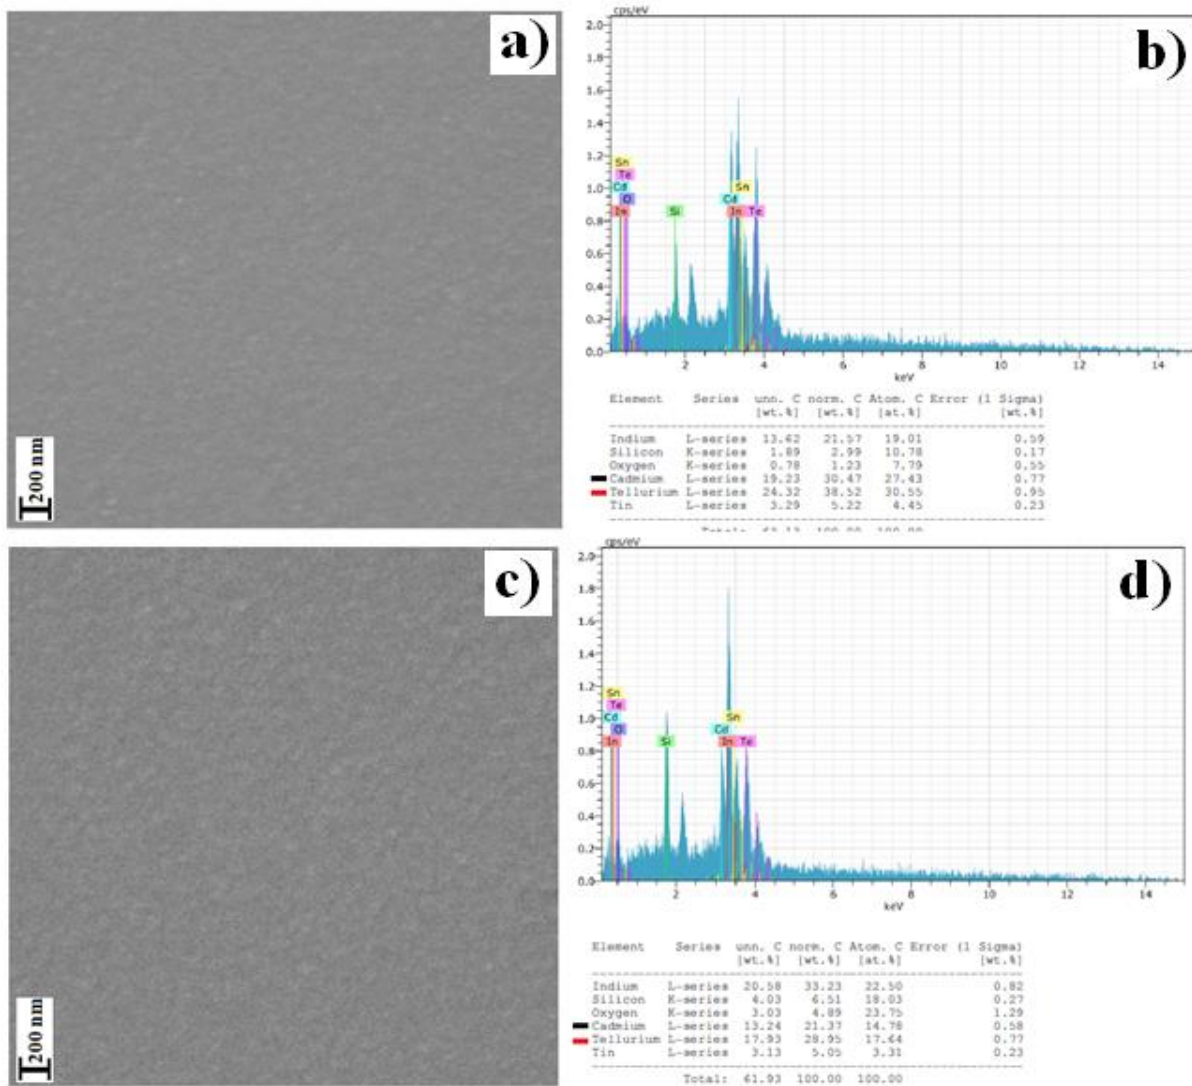 a)
200 nm
b)
cps/eV
2.0
1.8
1.6
1.4
1.2
1.0
0.8
0.6
0.4
0.2
0.0
Sn
Te
Cd
O
In
Si
Sn
Cd
In
Te
2 4 6 8 10 12 14
keV
Element Series unn. C norm. C Atom. C Error (1 Sigma)
[wt.%] [wt.%] [at.%] [wt.%]
Indium L-series 13.62 21.57 19.01 0.59
Silicon K-series 1.89 2.99 10.78 0.17
Oxygen K-series 0.78 1.23 7.79 0.55
Cadmium L-series 19.23 30.47 27.43 0.77
Tellurium L-series 24.32 38.52 30.55 0.95
Tin L-series 3.29 5.22 4.45 0.23
Total: 63.13 100.00 100.00
c)
200 nm
d)
cps/eV
2.0
1.8
1.6
1.4
1.2
1.0
0.8
0.6
0.4
0.2
0.0
Sn
Te
Cd
O
In
Si
Sn
Cd
In
Te
2 4 6 8 10 12 14
keV
Element Series unn. C norm. C Atom. C Error (1 Sigma)
[wt.%] [wt.%] [at.%] [wt.%]
Indium L-series 20.58 33.23 22.50 0.82
Silicon K-series 4.03 6.51 18.03 0.27
Oxygen K-series 3.03 4.89 23.75 1.29
Cadmium L-series 13.24 21.37 14.78 0.58
Tellurium L-series 17.93 28.95 17.64 0.77
Tin L-series 3.13 5.05 3.31 0.23
Total: 61.93 100.00 100.00